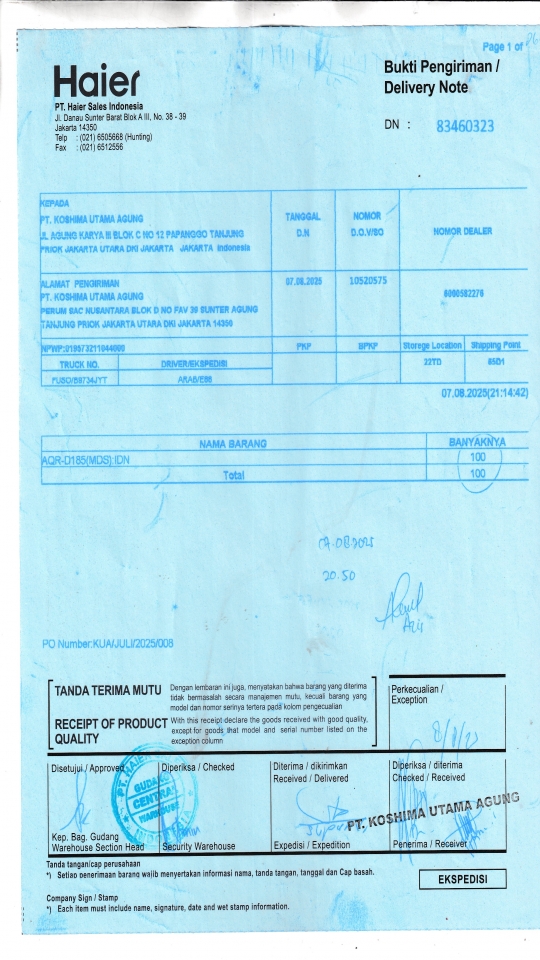 Page 1 of
Haier
Bukti Pengiriman /
Delivery Note
PT. Haier Sales Indonesia
Jl. Danau Sunter Barat Blok A III, No. 38 - 39
Jakarta 14350
Telp : (021) 6505668 (Hunting)
Fax : (021) 6512556
DN : 83460323
KEPADA
PT. KOSHIMA UTAMA AGUNG
JL AGUNG KARYA III BLOK C NO 12 PAPANGGO TANJUNG
PRIOK JAKARTA UTARA DKI JAKARTA JAKARTA Indonesia
TANGGAL
D.N
NOMOR
D.O.V/SO
NOMOR DEALER
ALAMAT PENGIRIMAN
PT. KOSHIMA UTAMA AGUNG
PERUM SAC NUSANTARA BLOK D NO FAV 39 SUNTER AGUNG
TANJUNG PRIOK JAKARTA UTARA DKI JAKARTA 14350
07.08.2025
10520575
PKP
BPKP
Storege Location
Shipping Point
TRUCK NO.
DRIVER/EKSPEDISI
22TD
07.08.2025(21:14:42)
NAMA BARANG
BANYAKNYA
AQR-D185(MDS):IDN
100
Total
100
20.50
PO Number:KUA/JULI/2025/008
TANDA TERIMA MUTU
Dengan lembaran ini juga, menyatakan bahwa barang yang diterima
tidak bermasalah secara manajemen mutu, kecuali barang yang
model dan nomor serinya tertera pada kolom pengecualian
RECEIPT OF PRODUCT
QUALITY
With this receipt declare the goods received with good quality,
except for goods that model and serial number listed on the
exception column
Perkecualian /
Exception
Disetujui / Approved
Diperiksa / Checked
Diterima / dikirimkan
Received / Delivered
Diperiksa / diterima
Checked / Received
PT. HAIER
GUDANG
CENTRAL
WAREHOUSE
PT. KOSHIMA UTAMA AGUNG
Kep. Bag. Gudang
Warehouse Section Head
Security Warehouse
Expedisi / Expedition
Penerima / Receiver
Tanda tangan/cap perusahaan
*) Setiao penerimaan barang wajib menyertakan informasi nama, tanda tangan, tanggal dan Cap basah.
EKSPEDISI
Company Sign / Stamp
*) Each item must include name, signature, date and wet stamp information.